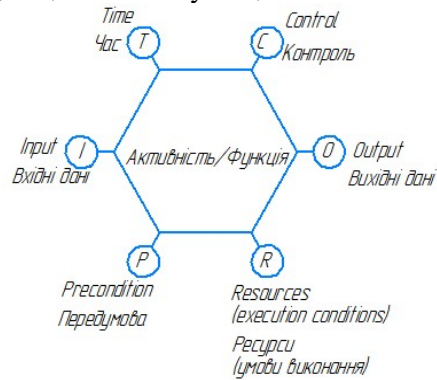 Time
Час
T
C
Control
Контроль
Input
Вхідні дані
I
Активність/Функція
O
Output
Вихідні дані
P
Precondition
Передумова
R
Resources
(execution conditions)
Ресурси
(умови виконання)